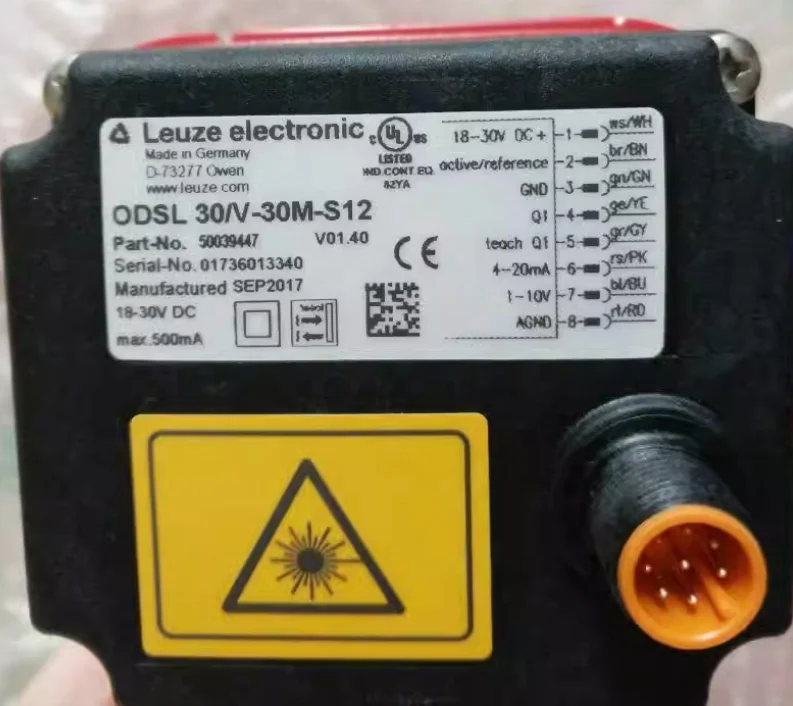 Leuze electronic
Made in Germany
D-73277 Owen
www.leuze.com
ODSL 30/V-30M-S12
Part-No. 50039447 V01.40
Serial-No. 01736013340
Manufactured SEP2017
18-30V DC
max.500mA
c UL US
LISTED
IND.CONT.EQ.
82YA
CE
18-30V DC + 1 ws/WH
active/reference 2 br/BN
GND 3 gn/GN
Q1 4 ge/YE
teach Q1 5 gr/GY
4-20mA 6 rs/PK
1-10V 7 bl/BU
AGND 8 rt/RD